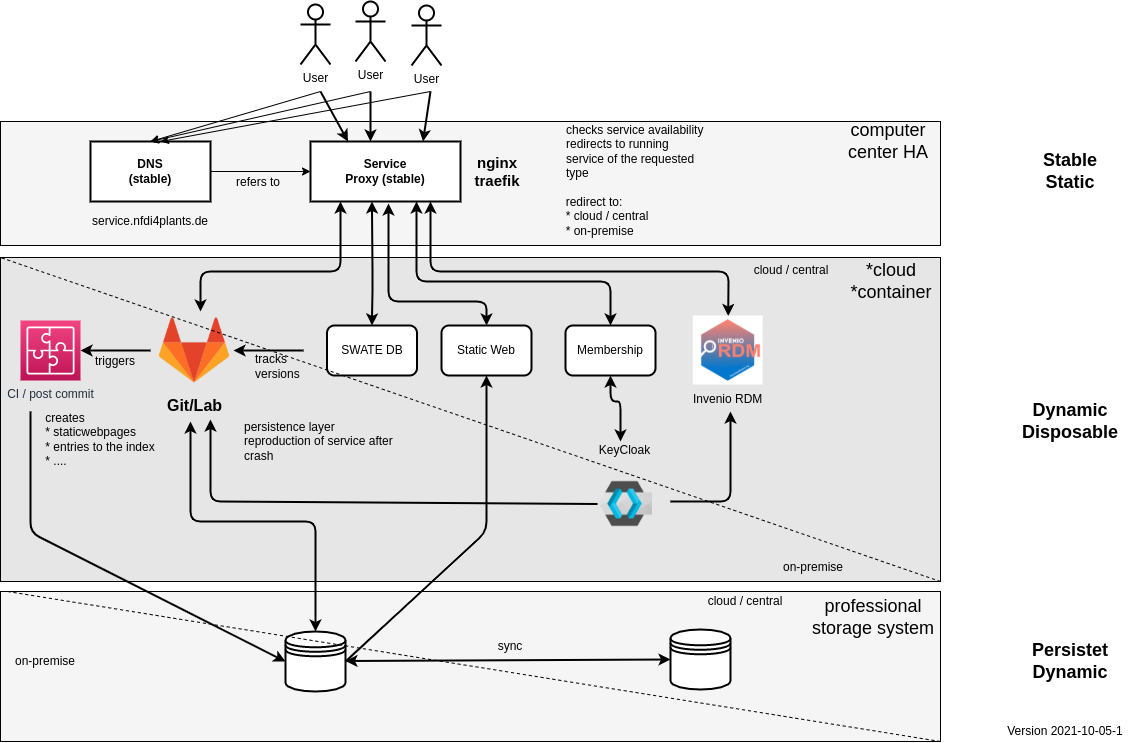 User
User
User
DNS
(stable)
refers to
service.nfdi4plants.de
Service
Proxy (stable)
nginx
traefik
checks service availability
redirects to running
service of the requested
type
redirect to:
* cloud / central
* on-premise
computer
center HA
Stable
Static
cloud / central
*cloud
*container
CI / post commit
triggers
Git/Lab
tracks
versions
SWATE DB
Static Web
Membership
INVENIO
RDM
Invenio RDM
creates
* staticwebpages
* entries to the index
* ....
persistence layer
reproduction of service after
crash
KeyCloak
on-premise
Dynamic
Disposable
cloud / central
professional
storage system
on-premise
sync
Persistet
Dynamic
Version 2021-10-05-1